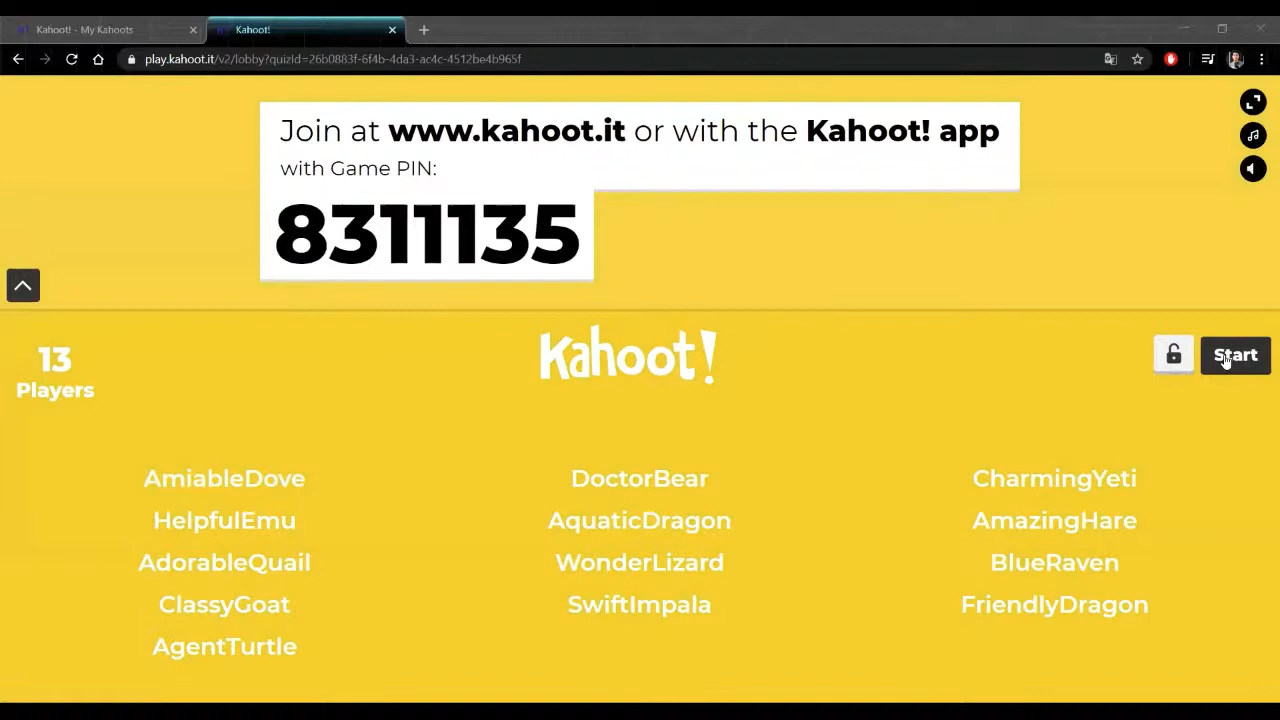 Kahoot! - My Kahoots
Kahoot!
play.kahoot.it/v2/lobby?quizId=26b0883f-6f4b-4da3-ac4c-4512be4b965f
Join at www.kahoot.it or with the Kahoot! app
with Game PIN:
8311135
13
Players
Kahoot!
Start
AmiableDove
DoctorBear
CharmingYeti
HelpfulEmu
AquaticDragon
AmazingHare
AdorableQuail
WonderLizard
BlueRaven
ClassyGoat
SwiftImpala
FriendlyDragon
AgentTurtle